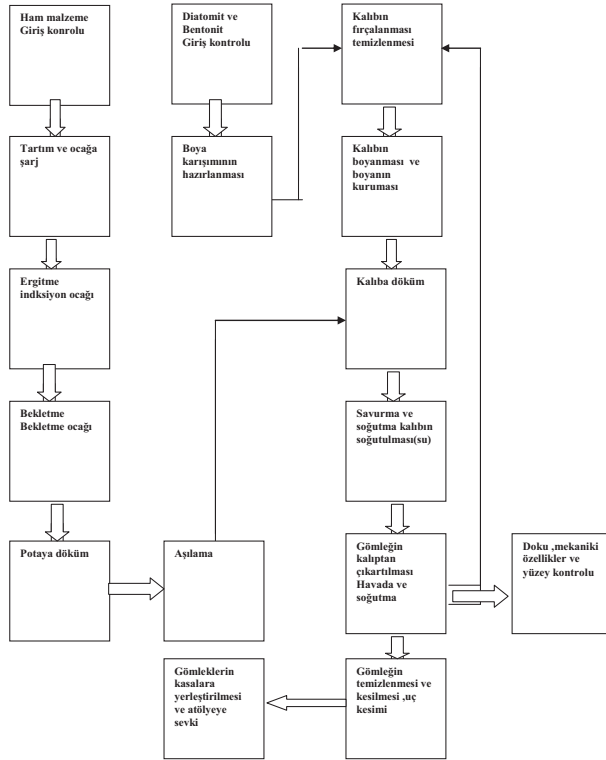 Ham malzeme
Giriş konrolu
Diatomit ve
Bentonit
Giriş kontrolu
Kalıbın
fırçalanması
temizlenmesi
Tartım ve ocağa
şarj
Boya
karışımının
hazırlanması
Kalıbın
boyanması ve
boyanın
kuruması
Ergitme
indksiyon ocağı
Kalıba döküm
Bekletme
Bekletme ocağı
Savurma ve
soğutma kalıbın
soğutulması(su)
Potaya döküm
Aşılama
Gömleğin
kalıptan
çıkartılması
Havada ve
soğutma
Doku ,mekaniki
özellikler ve
yüzey kontrolu
Gömleklerin
kasalara
yerleştirilmesi
ve atölyeye
sevki
Gömleğin
temizlenmesi ve
kesilmesi ,uç
kesimi